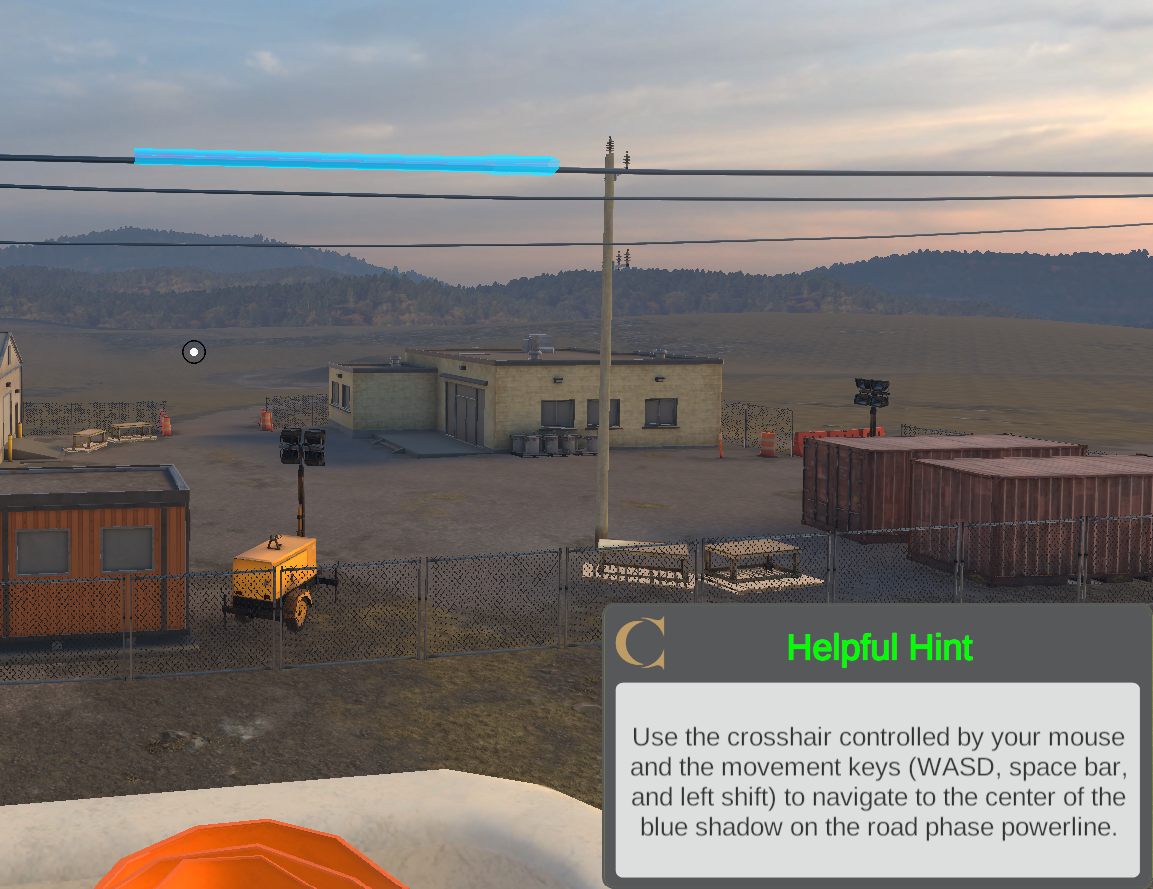 Helpful Hint
Use the crosshair controlled by your mouse
and the movement keys (WASD, space bar,
and left shift) to navigate to the center of the
blue shadow on the road phase powerline.